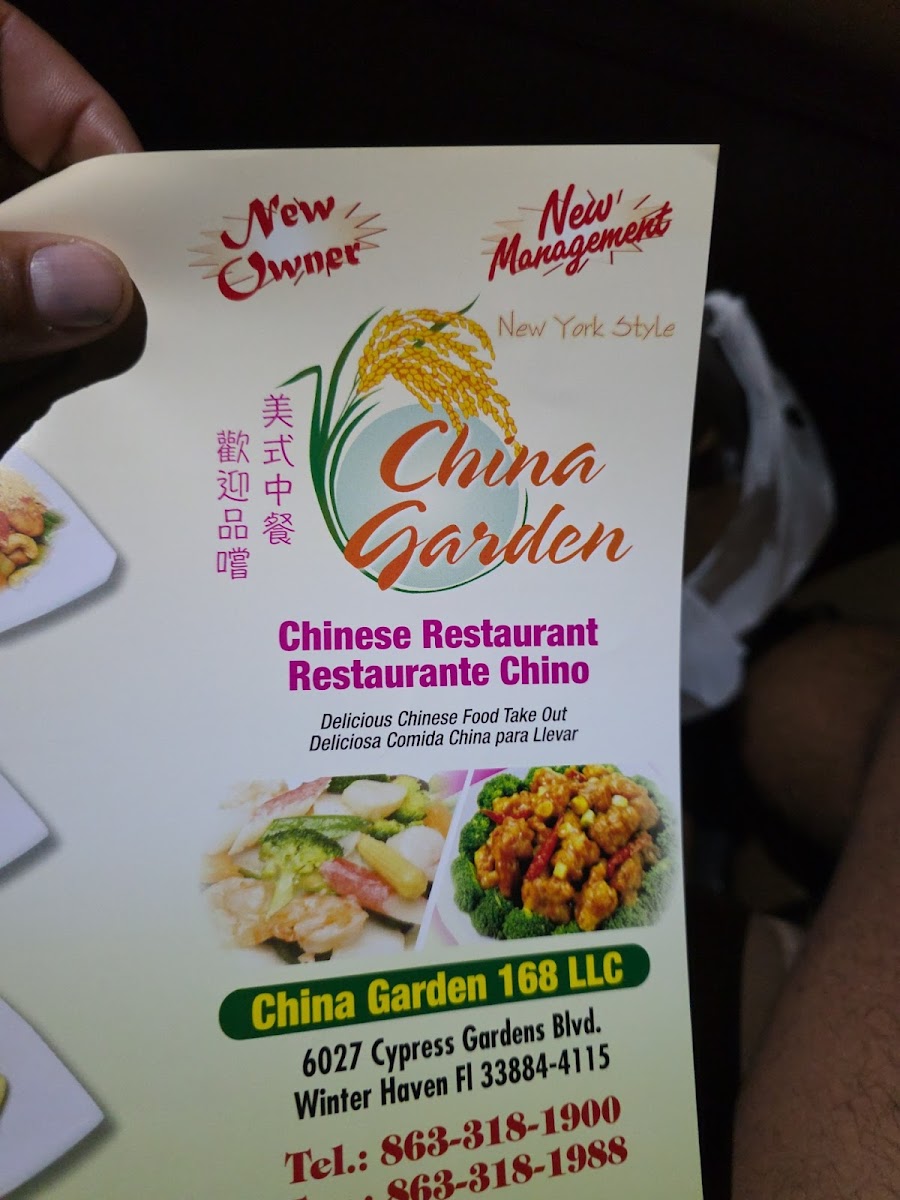 New
Owner
New
Management
New York Style
美式中餐
歡迎品嚐
China
Garden
Chinese Restaurant
Restaurante Chino
Delicious Chinese Food Take Out
Deliciosa Comida China para Llevar
China Garden 168 LLC
6027 Cypress Gardens Blvd.
Winter Haven Fl 33884-4115
Tel.: 863-318-1900
863-318-1988